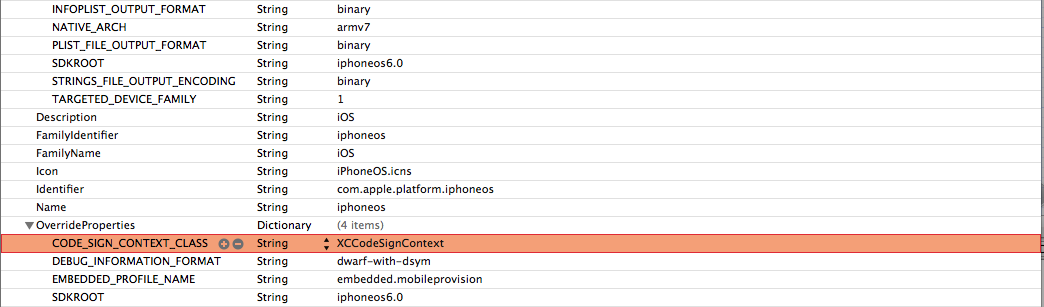 INFOPLIST_OUTPUT_FORMAT String binary
NATIVE_ARCH String armv7
PLIST_FILE_OUTPUT_FORMAT String binary
SDKROOT String iphoneos6.0
STRINGS_FILE_OUTPUT_ENCODING String binary
TARGETED_DEVICE_FAMILY String 1
Description String iOS
FamilyIdentifier String iphoneos
FamilyName String iOS
Icon String iPhoneOS.icns
Identifier String com.apple.platform.iphoneos
Name String iphoneos
OverrideProperties Dictionary (4 items)
CODE_SIGN_CONTEXT_CLASS String XCCodeSignContext
DEBUG_INFORMATION_FORMAT String dwarf-with-dsym
EMBEDDED_PROFILE_NAME String embedded.mobileprovision
SDKROOT String iphoneos6.0